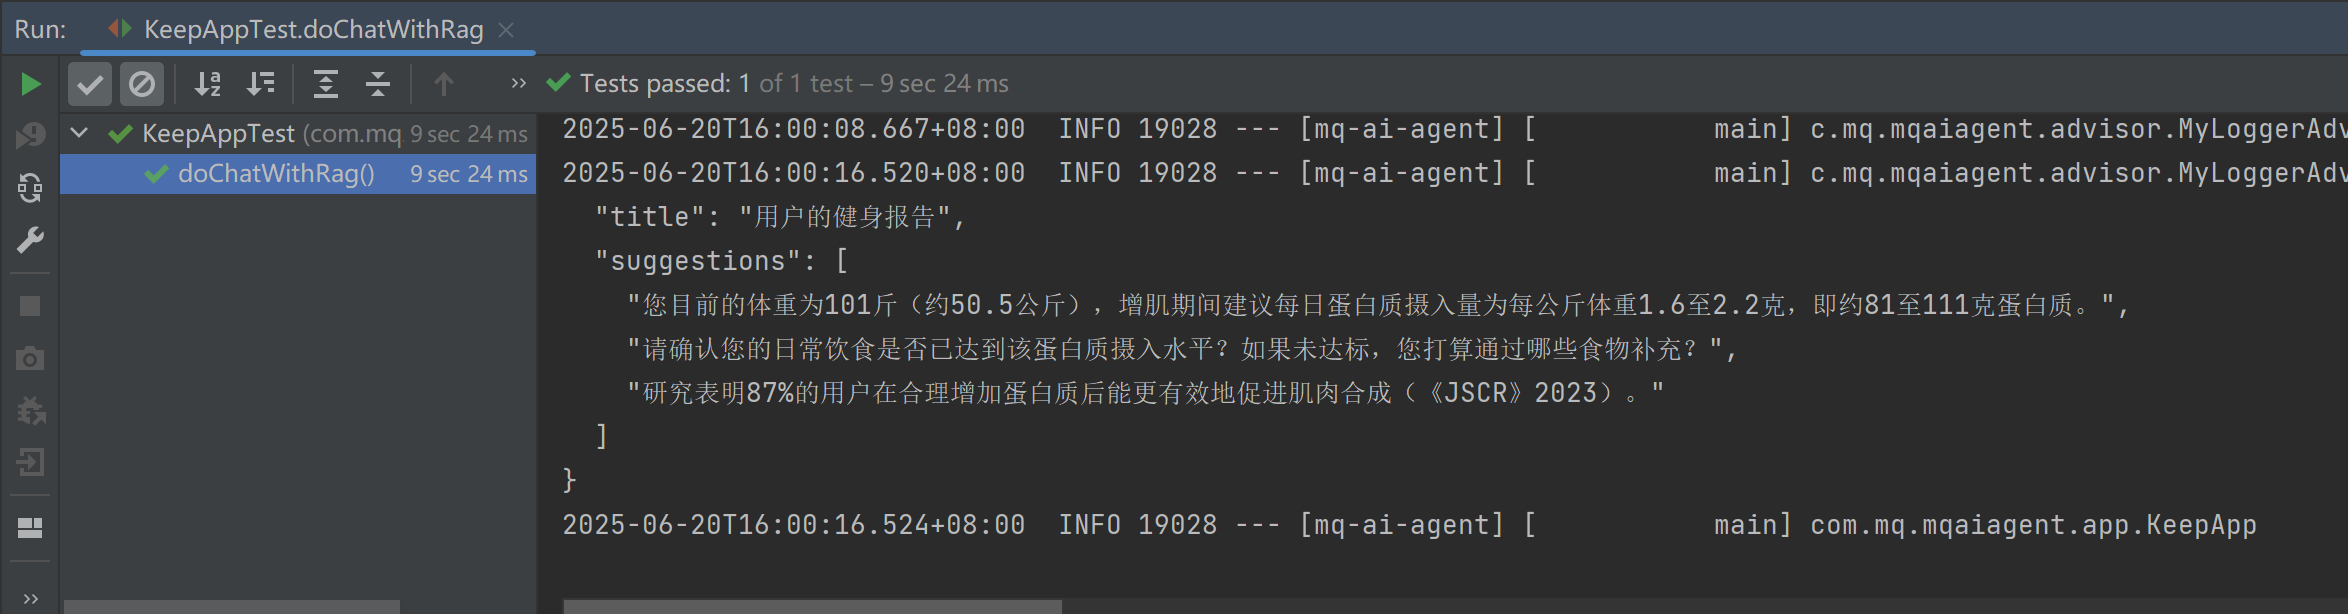 Run: KeepAppTest.doChatWithRag
Tests passed: 1 of 1 test – 9 sec 24 ms
KeepAppTest (com.mq 9 sec 24 ms
doChatWithRag() 9 sec 24 ms
2025-06-20T16:00:08.667+08:00  INFO 19028 --- [mq-ai-agent] [           main] c.mq.mqaiagent.advisor.MyLoggerAdv
2025-06-20T16:00:16.520+08:00  INFO 19028 --- [mq-ai-agent] [           main] c.mq.mqaiagent.advisor.MyLoggerAdv
"title": "用户的健身报告",
"suggestions": [
"您目前的体重为101斤（约50.5公斤），增肌期间建议每日蛋白质摄入量为每公斤体重1.6至2.2克，即约81至111克蛋白质。",
"请确认您的日常饮食是否已达到该蛋白质摄入水平？如果未达标，您打算通过哪些食物补充？",
"研究表明87%的用户在合理增加蛋白质后能更有效地促进肌肉合成（《JSCR》2023）。"
]
}
2025-06-20T16:00:16.524+08:00  INFO 19028 --- [mq-ai-agent] [           main] com.mq.mqaiagent.app.KeepApp